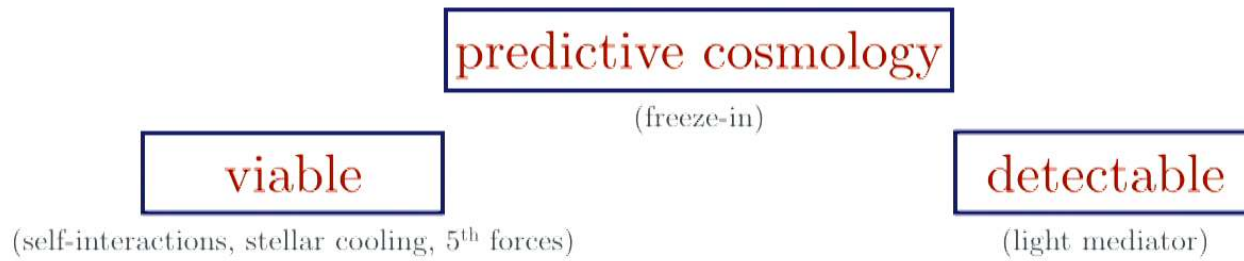 predictive cosmology
(freeze-in)
viable
detectable
(self-interactions, stellar cooling, 5th forces)
(light mediator)